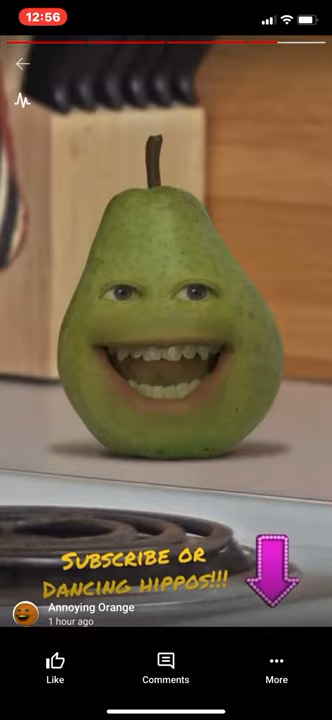 12:56
SUBSCRIBE OR
DANCING HIPPOS!!!
Annoying Orange
1 hour ago
Like
Comments
More